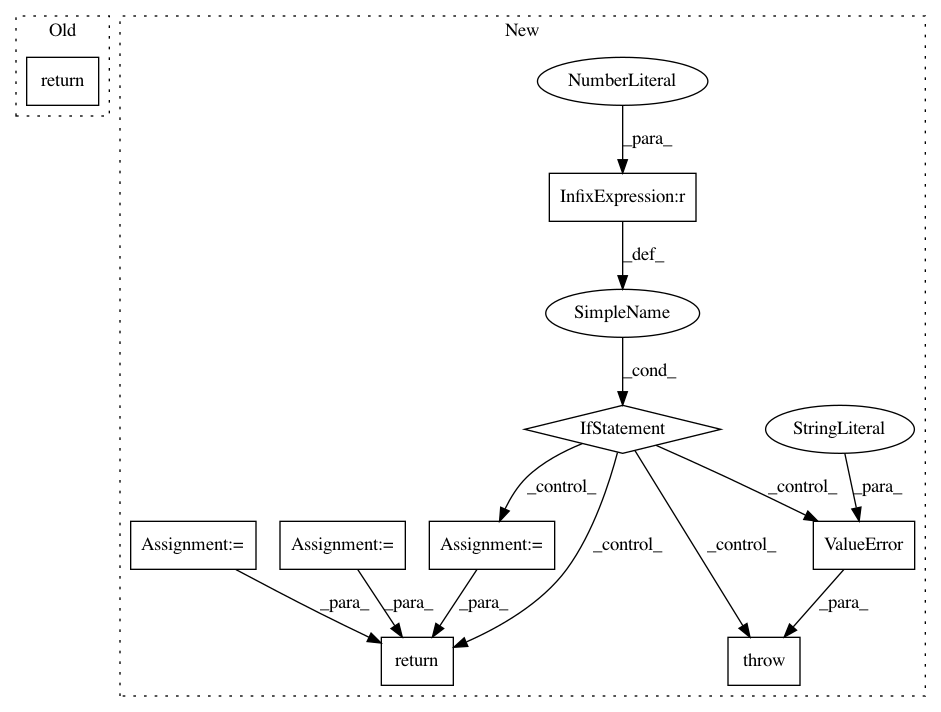 Old
New
return
NumberLiteral
_para_
InfixExpression:r
_def_
SimpleName
_cond_
IfStatement
StringLiteral
_control_
_control_
_para_
Assignment:=
Assignment:=
Assignment:=
_control_
_control_
ValueError
_para_
_para_
_para_
_para_
return
throw